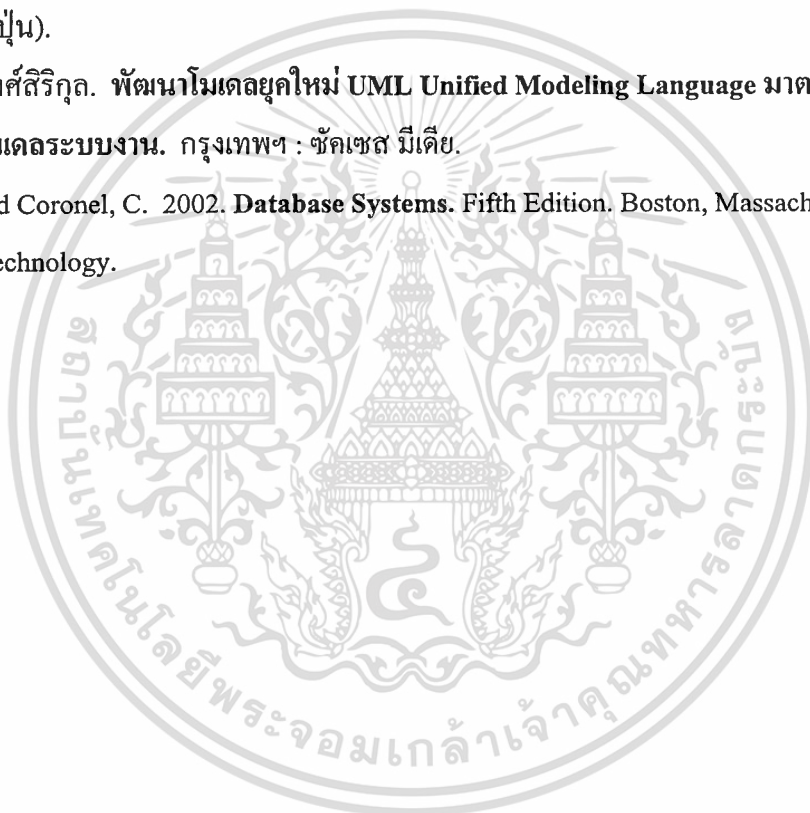 ปุ่น).
ศ์สิริกุล. พัฒนาโมเดลยุคใหม่ UML Unified Modeling Language มาต
เดลระบบงาน. กรุงเทพฯ : ซัคเซส มีเดีย.
d Coronel, C. 2002. Database Systems. Fifth Edition. Boston, Massach
echnology.
สถาบันเทคโนโลยีพระจอมเกล้าเจ้าคุณทหารลาดกระบัง